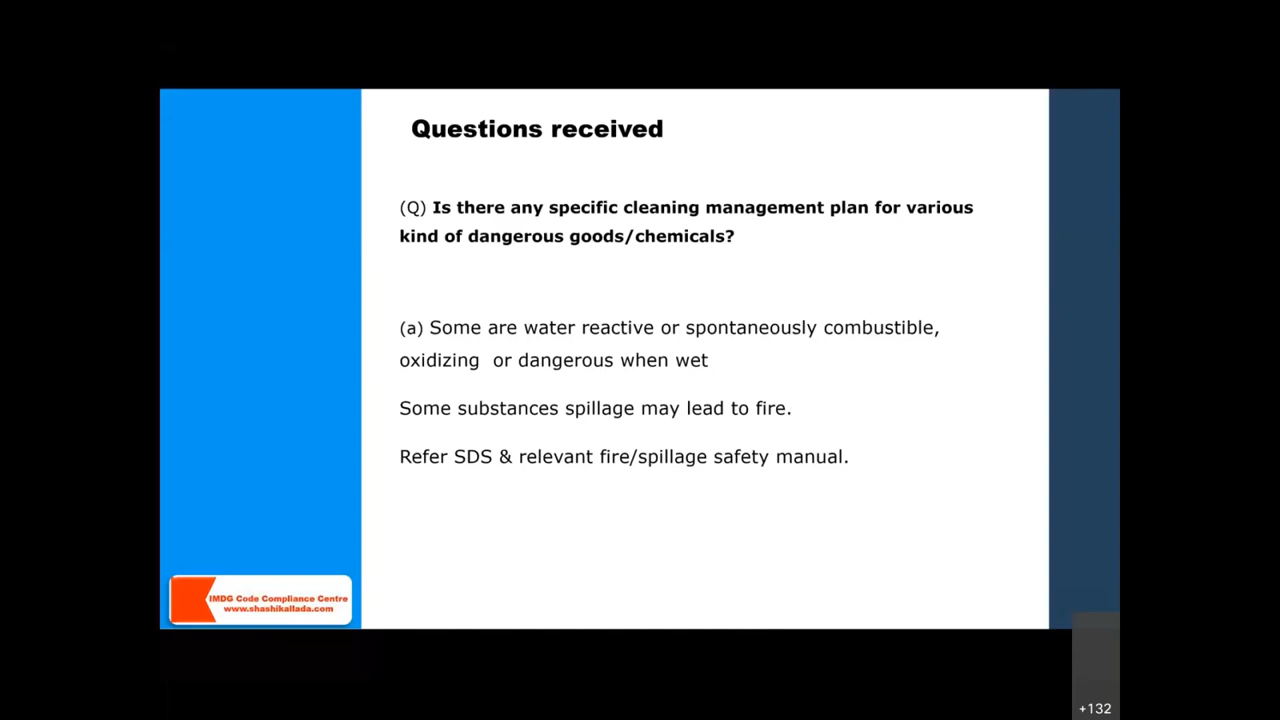 Questions received
(Q) Is there any specific cleaning management plan for various
kind of dangerous goods/chemicals?
(a) Some are water reactive or spontaneously combustible,
oxidizing  or dangerous when wet
Some substances spillage may lead to fire.
Refer SDS & relevant fire/spillage safety manual.
IMDG Code Compliance Centre
www.shashikallada.com
+132